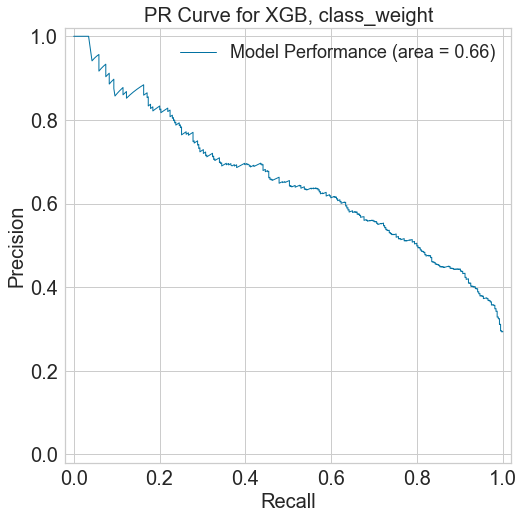 PR Curve for XGB, class_weight
Model Performance (area = 0.66)
1.0
0.8
0.6
0.4
0.2
0.0
Precision
0.0 0.2 0.4 0.6 0.8 1.0
Recall